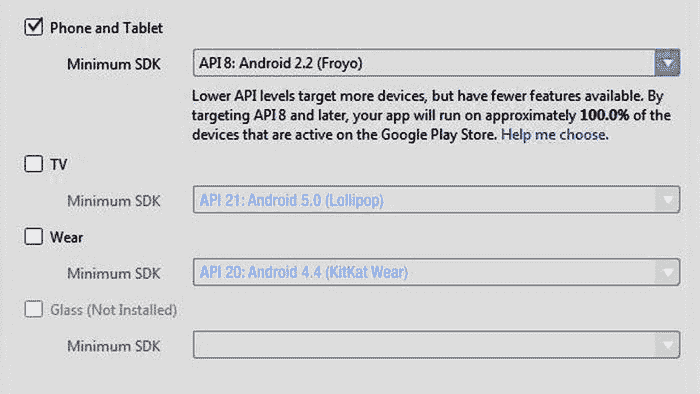 Phone and Tablet
Minimum SDK API 8: Android 2.2 (Froyo)
Lower API levels target more devices, but have fewer features available. By
targeting API 8 and later, your app will run on approximately 100.0% of the
devices that are active on the Google Play Store. Help me choose.
TV
Minimum SDK API 21: Android 5.0 (Lollipop)
Wear
Minimum SDK API 20: Android 4.4 (KitKat Wear)
Glass (Not Installed)
Minimum SDK